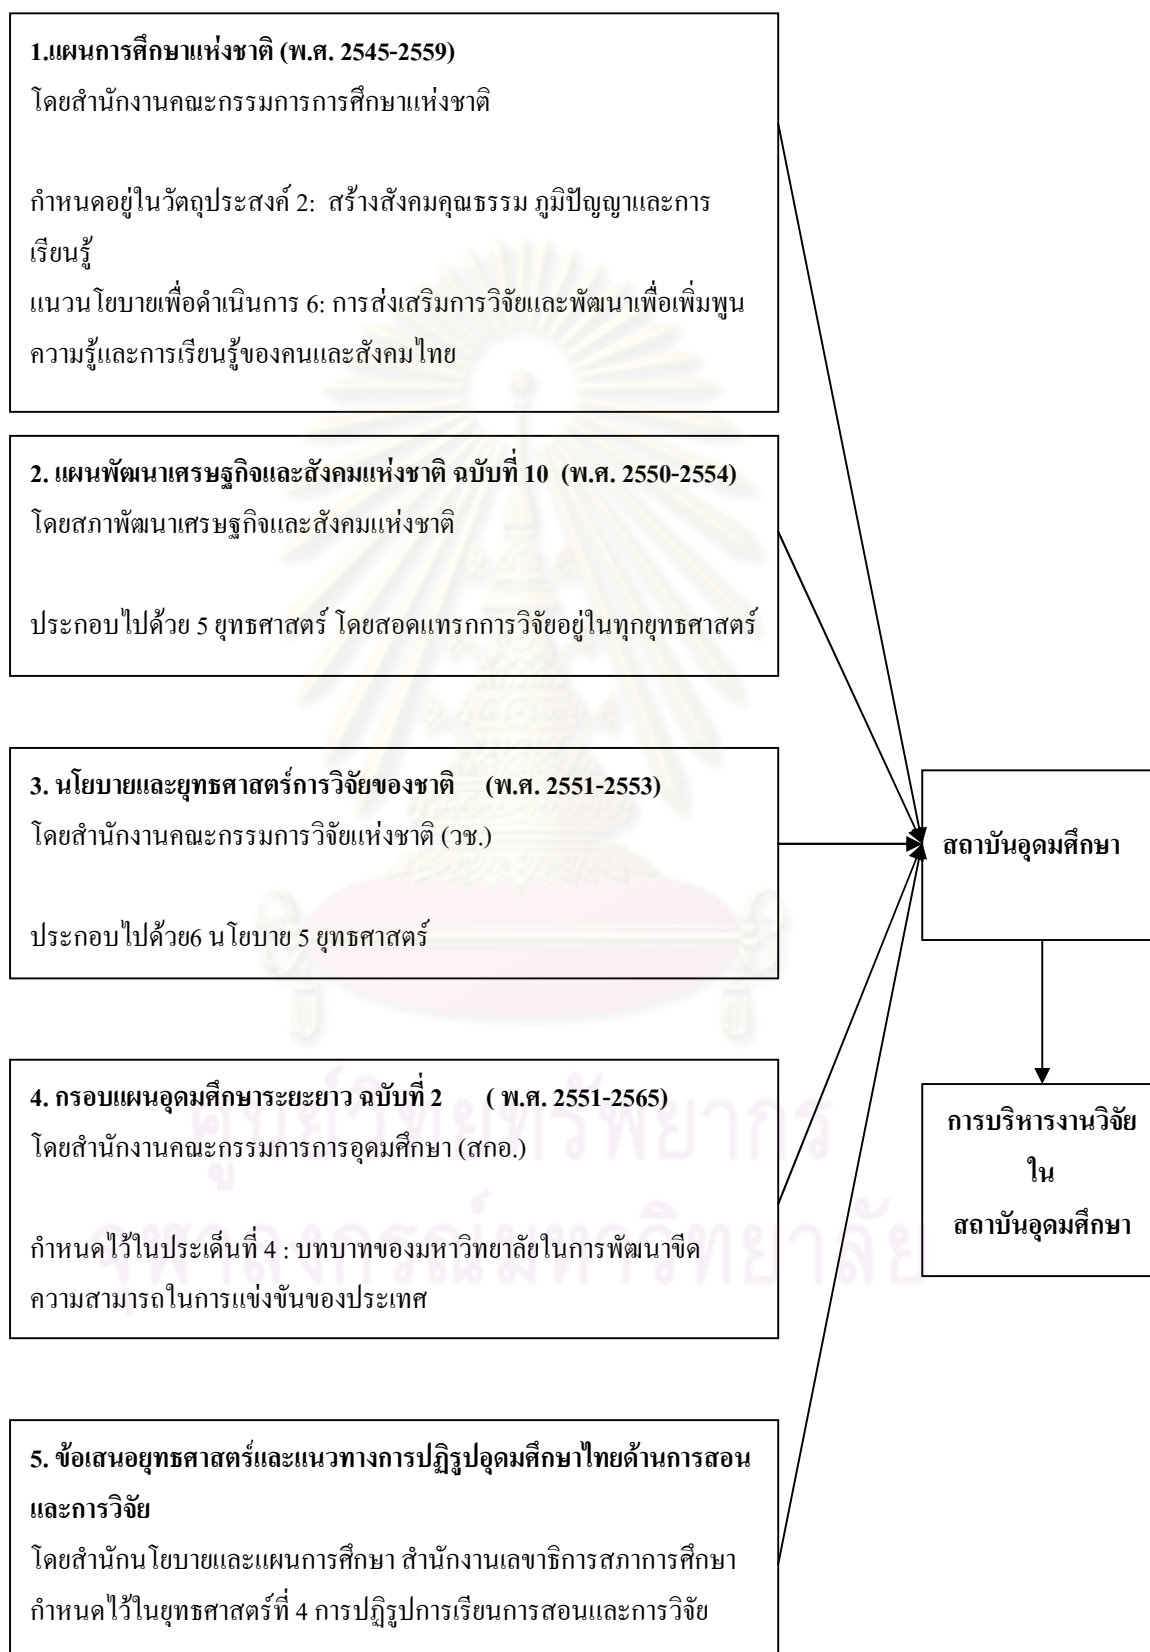 1.แผนการศึกษาแห่งชาติ (พ.ศ. 2545-2559)
โดยสำนักงานคณะกรรมการการศึกษาแห่งชาติ
กำหนดอยู่ในวัตถุประสงค์ 2: สร้างสังคมคุณธรรม ภูมิปัญญาและการ
เรียนรู้
แนวนโยบายเพื่อดำเนินการ 6: การส่งเสริมการวิจัยและพัฒนาเพื่อเพิ่มพูน
ความรู้และการเรียนรู้ของคนและสังคมไทย
2. แผนพัฒนาเศรษฐกิจและสังคมแห่งชาติ ฉบับที่ 10 (พ.ศ. 2550-2554)
โดยสภาพัฒนาเศรษฐกิจและสังคมแห่งชาติ
ประกอบไปด้วย 5 ยุทธศาสตร์ โดยสอดแทรกการวิจัยอยู่ในทุกยุทธศาสตร์
3. นโยบายและยุทธศาสตร์การวิจัยของชาติ (พ.ศ. 2551-2553)
โดยสำนักงานคณะกรรมการวิจัยแห่งชาติ (วช.)
ประกอบไปด้วย6 นโยบาย 5 ยุทธศาสตร์
4. กรอบแผนอุดมศึกษาระยะยาว ฉบับที่ 2 ( พ.ศ. 2551-2565)
โดยสำนักงานคณะกรรมการการอุดมศึกษา (สกอ.)
กำหนดไว้ในประเด็นที่ 4 : บทบาทของมหาวิทยาลัยในการพัฒนาขีด
ความสามารถในการแข่งขันของประเทศ
5. ข้อเสนอยุทธศาสตร์และแนวทางการปฏิรูปอุดมศึกษาไทยด้านการสอน
และการวิจัย
โดยสำนักนโยบายและแผนการศึกษา สำนักงานเลขาธิการสภาการศึกษา
กำหนดไว้ในยุทธศาสตร์ที่ 4 การปฏิรูปการเรียนการสอนและการวิจัย
สถาบันอุดมศึกษา
การบริหารงานวิจัย
ใน
สถาบันอุดมศึกษา
ศูนย์วิทยทรัพยากร
จุฬาลงกรณ์มหาวิทยาลัย